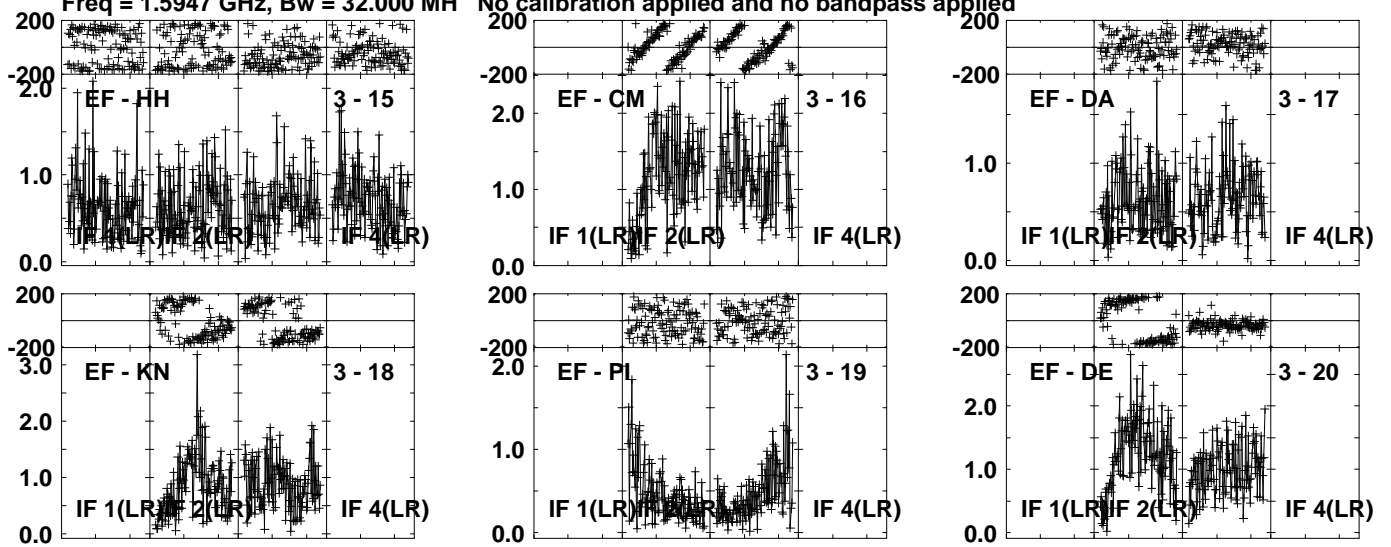 Freq = 1.5947 GHz, Bw = 32.000 MH No calibration applied and no bandpass applied
200
-200
2.0
1.0
0.0
EF - HH
3 - 15
IF 1(LR)
IF 2(LR)
IF 4(LR)
200
-200
2.0
1.0
0.0
EF - CM
3 - 16
IF 1(LR)
IF 2(LR)
IF 4(LR)
200
-200
1.0
0.0
EF - DA
3 - 17
IF 1(LR)
IF 2(LR)
IF 4(LR)
200
-200
3.0
2.0
1.0
0.0
EF - KN
3 - 18
IF 1(LR)
IF 2(LR)
IF 4(LR)
200
-200
2.0
1.0
0.0
EF - PI
3 - 19
IF 1(LR)
IF 2(LR)
IF 4(LR)
200
-200
2.0
1.0
0.0
EF - DE
3 - 20
IF 1(LR)
IF 2(LR)
IF 4(LR)